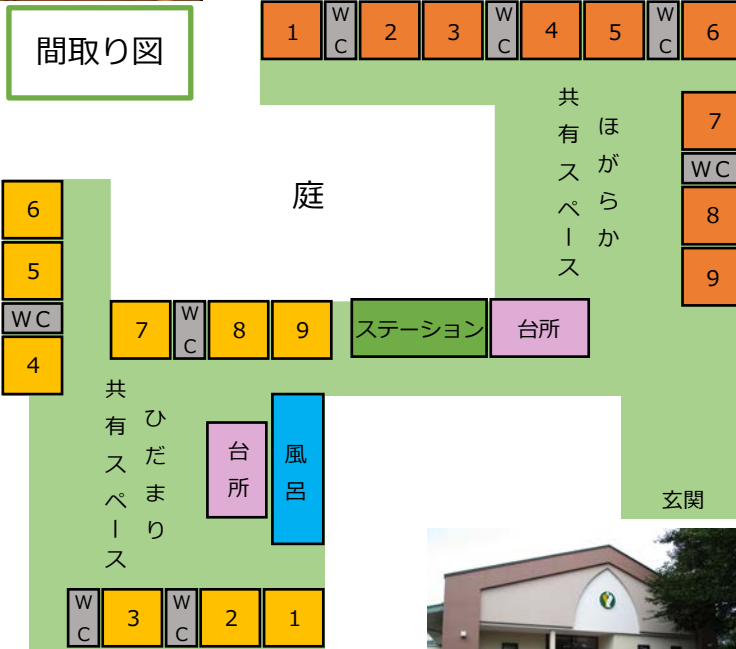 間取り図
1 WC 2 3 WC 4 5 WC 6
7
WC
8
9
ほがらか
共有スペース
庭
6
5
WC
4
7 WC 8 9
ステーション 台所
ひだまり
共有スペース
台所
風呂
玄関
WC 3 WC 2 1